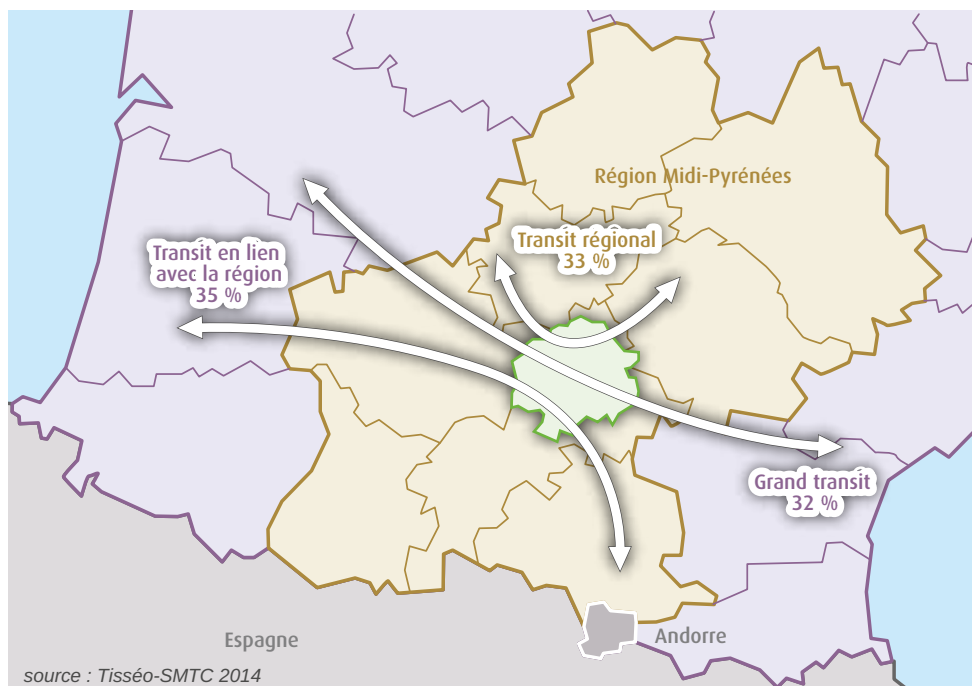 Région Midi-Pyrénées
Transit régional
33 %
Transit en lien
avec la région
35 %
Grand transit
32 %
Espagne
Andorre
source : Tisséo-SMTC 2014